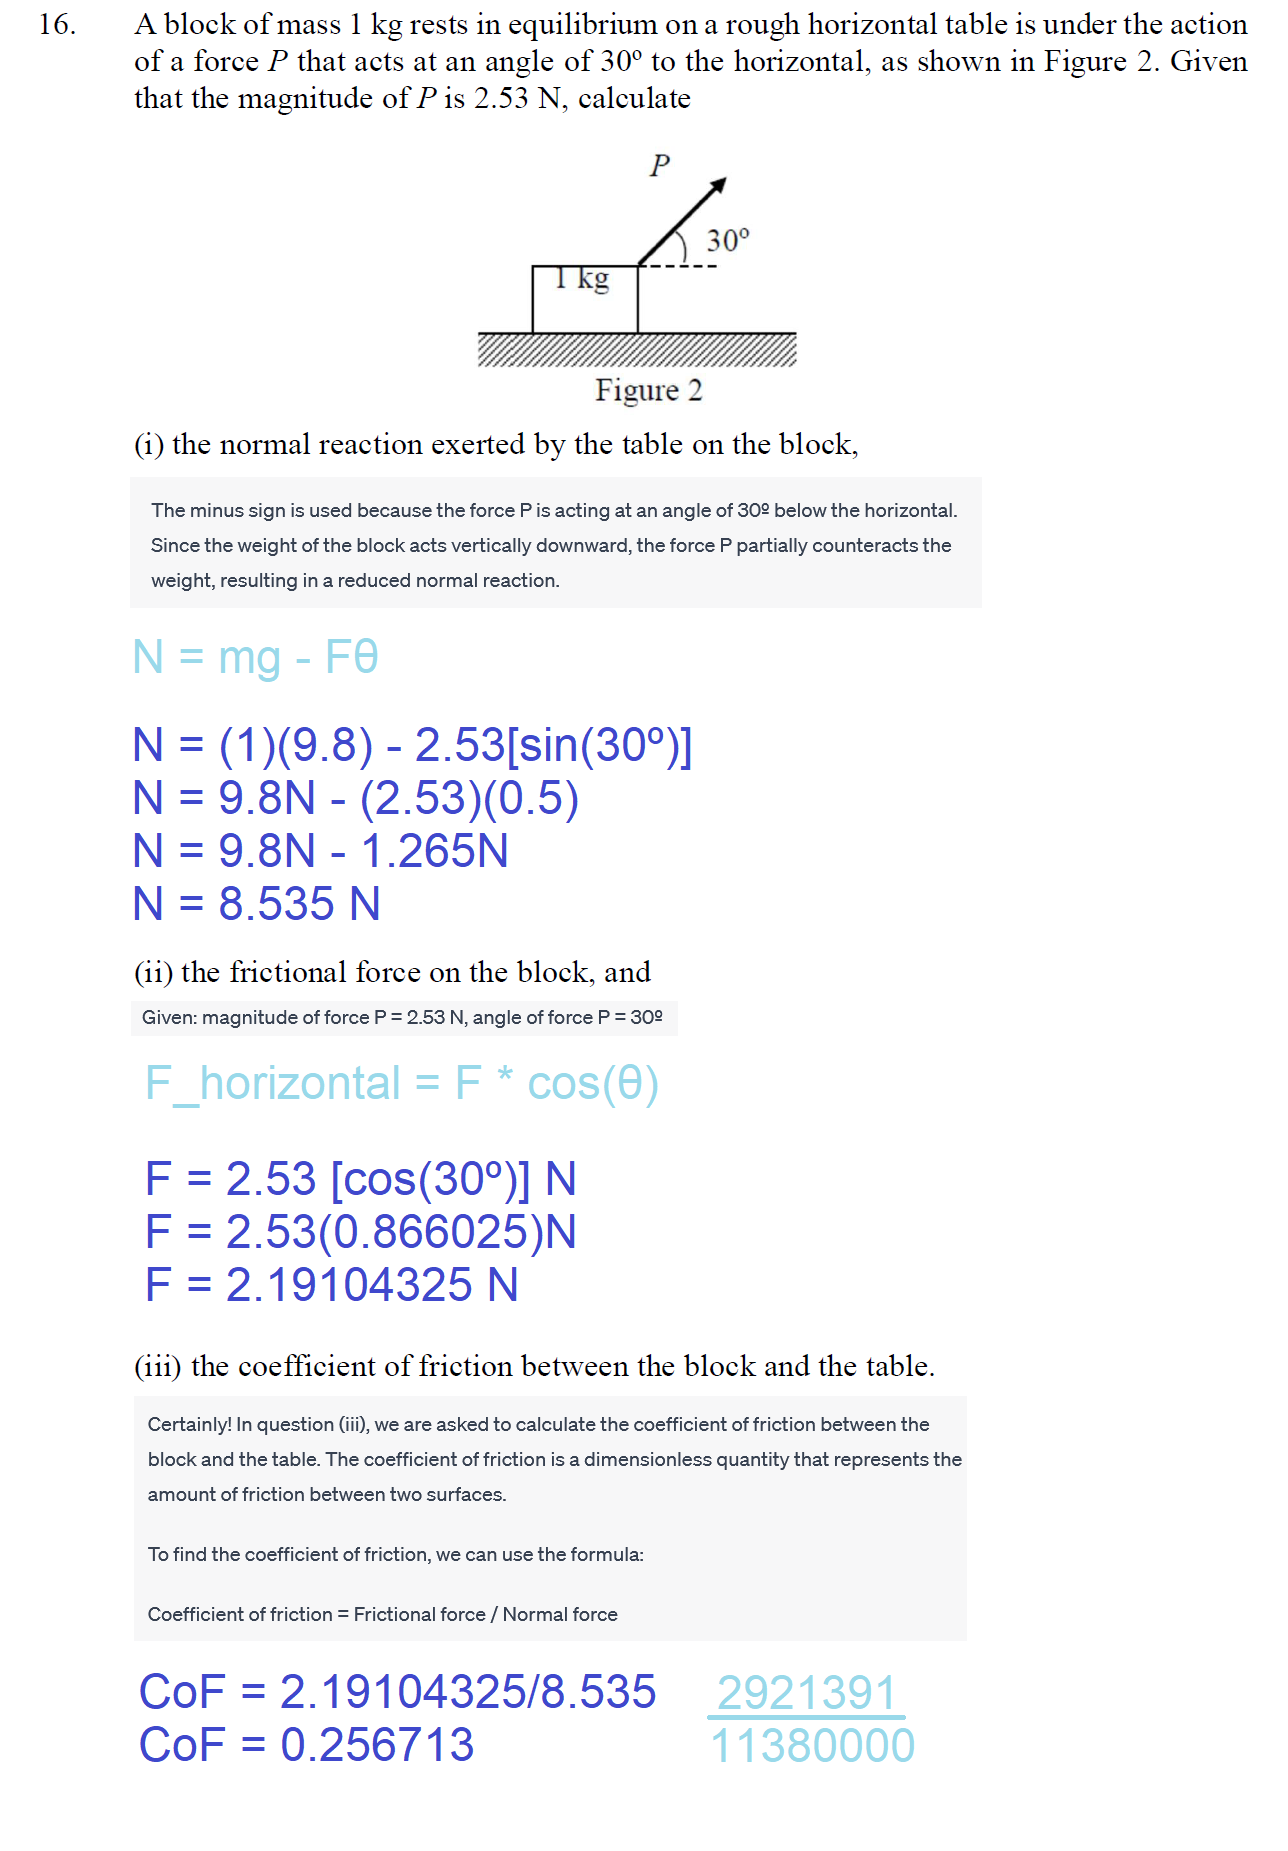 16. A block of mass 1 kg rests in equilibrium on a rough horizontal table is under the action
of a force P that acts at an angle of 30º to the horizontal, as shown in Figure 2. Given
that the magnitude of P is 2.53 N, calculate
P
30º
1 kg
Figure 2
(i) the normal reaction exerted by the table on the block,
The minus sign is used because the force P is acting at an angle of 30º below the horizontal.
Since the weight of the block acts vertically downward, the force P partially counteracts the
weight, resulting in a reduced normal reaction.
N = mg - Fθ
N = (1)(9.8) - 2.53[sin(30º)]
N = 9.8N - (2.53)(0.5)
N = 9.8N - 1.265N
N = 8.535 N
(ii) the frictional force on the block, and
Given: magnitude of force P = 2.53 N, angle of force P = 30º
F_horizontal = F * cos(θ)
F = 2.53 [cos(30º)] N
F = 2.53(0.866025)N
F = 2.19104325 N
(iii) the coefficient of friction between the block and the table.
Certainly! In question (iii), we are asked to calculate the coefficient of friction between the
block and the table. The coefficient of friction is a dimensionless quantity that represents the
amount of friction between two surfaces.
To find the coefficient of friction, we can use the formula:
Coefficient of friction = Frictional force / Normal force
CoF = 2.19104325/8.535
CoF = 0.256713
2921391
11380000